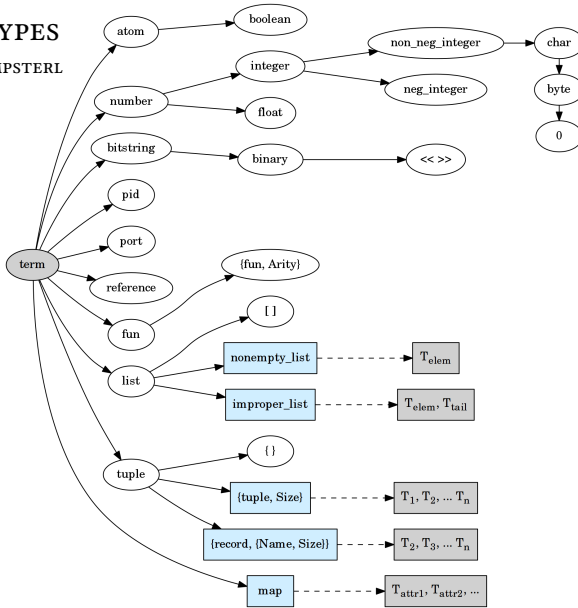 YPES
MPSTERL
atom
boolean
non_neg_integer
char
integer
number
neg_integer
byte
float
0
bitstring
binary
<< >>
pid
port
term
{fun, Arity}
reference
[ ]
fun
nonempty_list
Telem
list
improper_list
Telem, Ttail
{ }
tuple
{tuple, Size}
T1, T2, ... Tn
{record, {Name, Size}}
T2, T3, ... Tn
map
Tattr1, Tattr2, ...